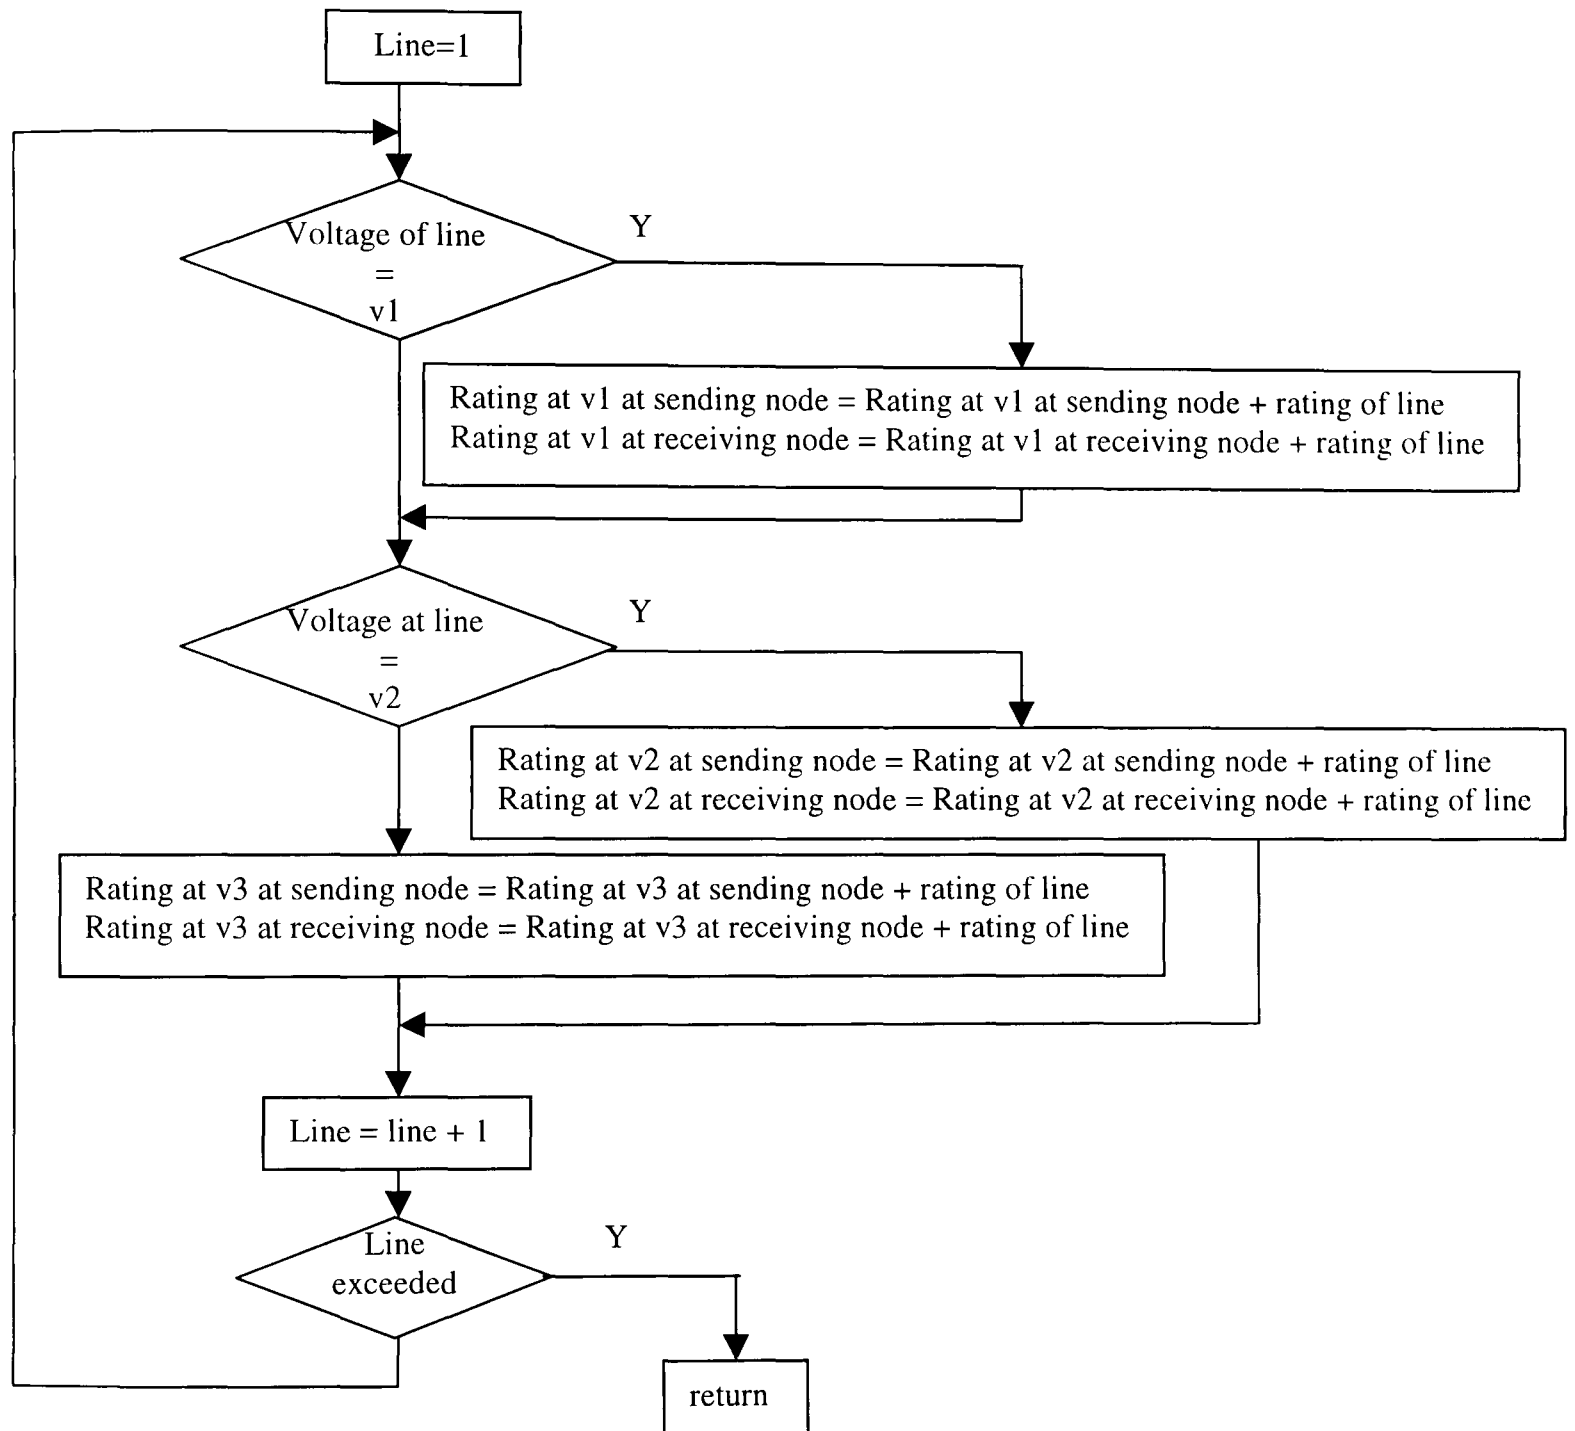 Line=1
Voltage of line
=
v1
Y
Rating at v1 at sending node = Rating at v1 at sending node + rating of line
Rating at v1 at receiving node = Rating at v1 at receiving node + rating of line
Voltage at line
=
v2
Y
Rating at v2 at sending node = Rating at v2 at sending node + rating of line
Rating at v2 at receiving node = Rating at v2 at receiving node + rating of line
Rating at v3 at sending node = Rating at v3 at sending node + rating of line
Rating at v3 at receiving node = Rating at v3 at receiving node + rating of line
Line = line + 1
Line
exceeded
Y
return